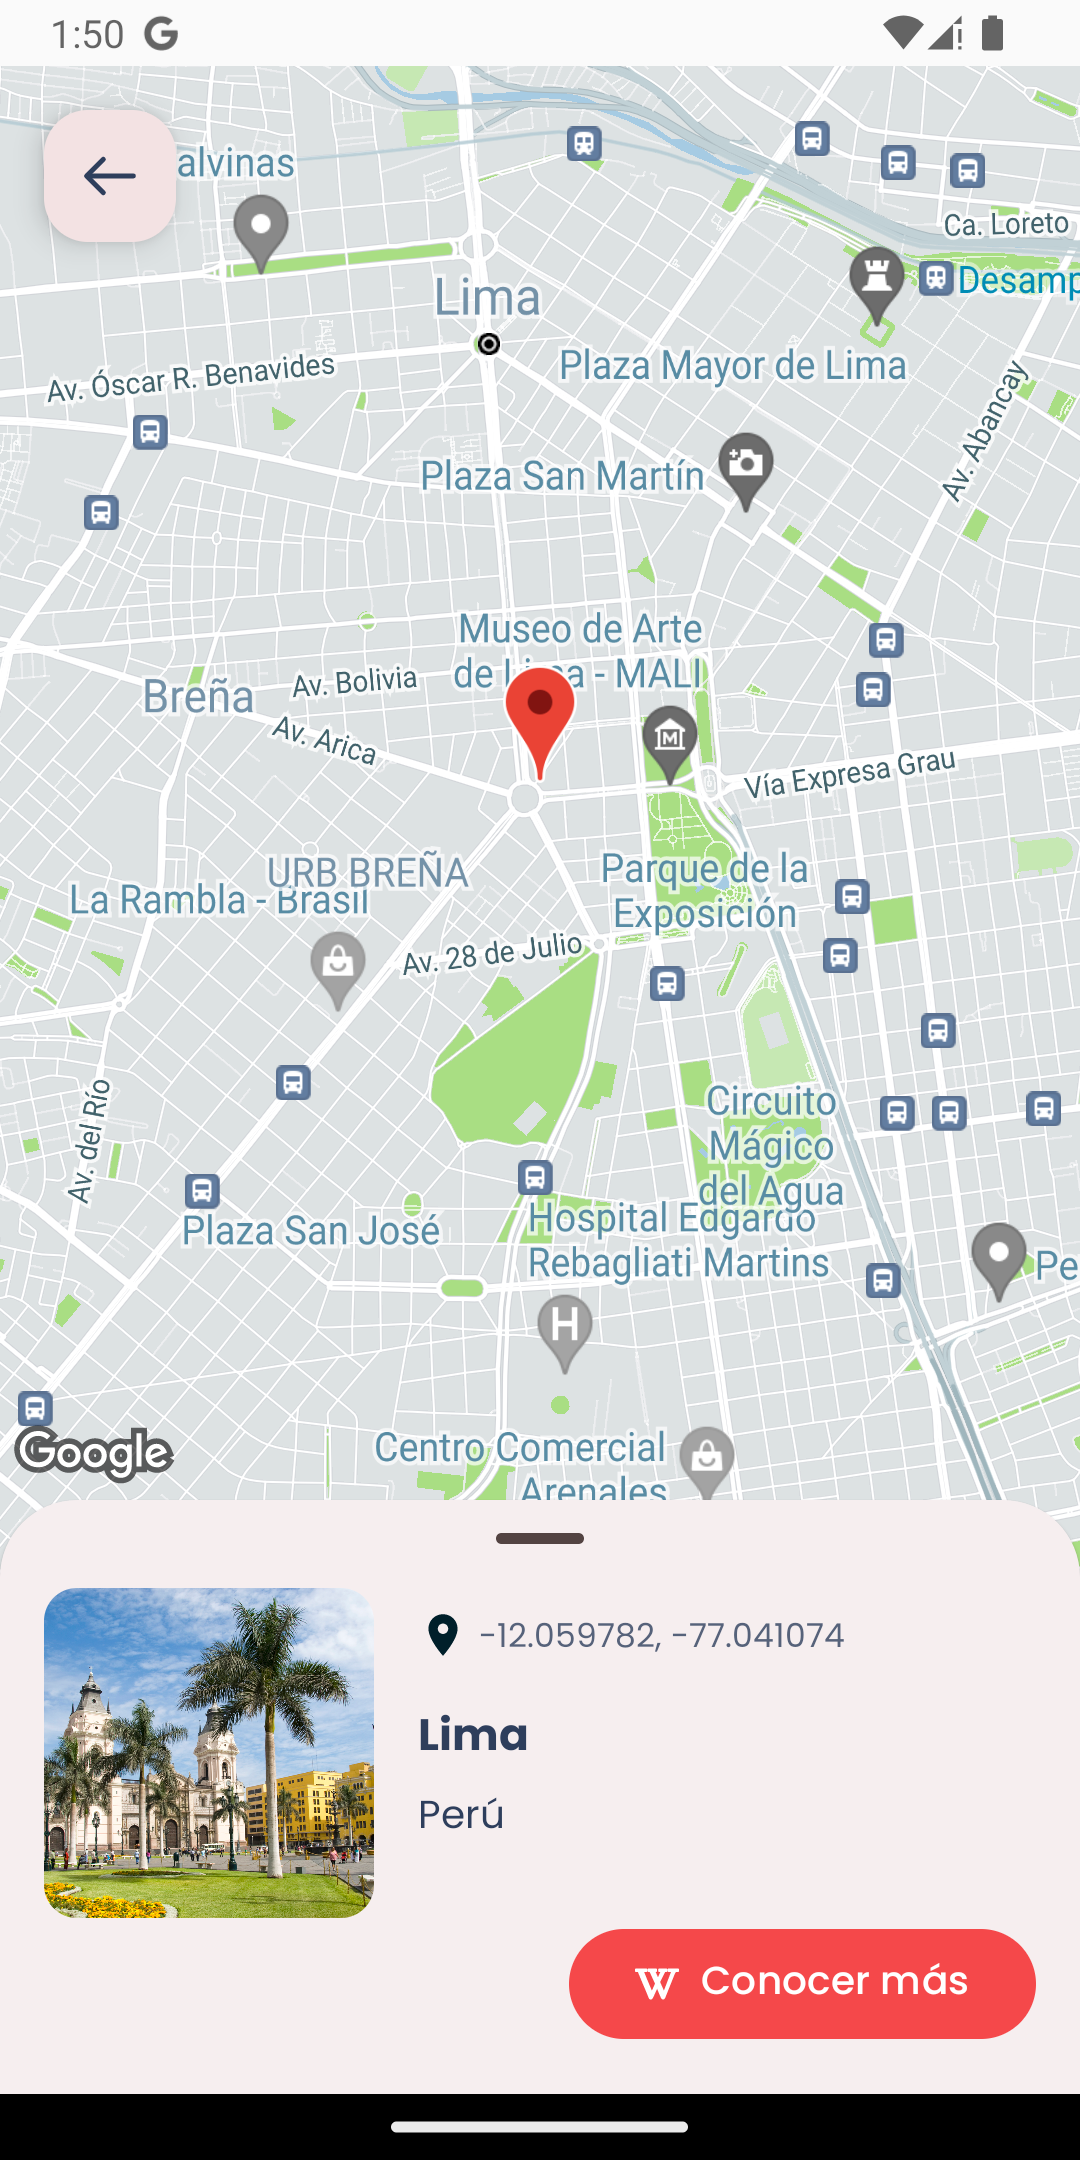 1:50
alvinas
Ca. Loreto
Desamp
Lima
Plaza Mayor de Lima
Av. Óscar R. Benavides
Av. Abancay
Plaza San Martín
Museo de Arte
de Lima - MALI
Av. Bolivia
Breña
Av. Arica
Vía Expresa Grau
URB BREÑA
La Rambla - Brasil
Parque de la
Exposición
Av. 28 de Julio
Av. del Río
Circuito
Mágico
del Agua
Plaza San José
Hospital Edgardo
Rebagliati Martins
H
Pe
Google
Centro Comercial
Arenales
-12.059782, -77.041074
Lima
Perú
W Conocer más